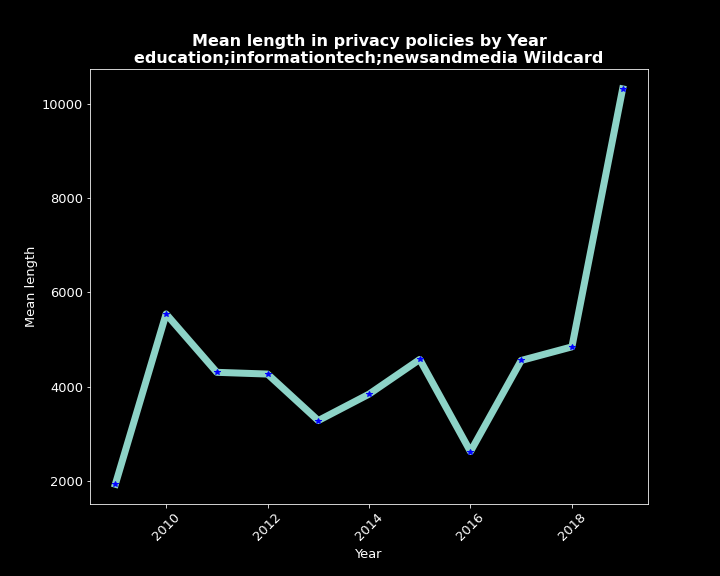 Mean length in privacy policies by Year
education;informationtech;newsandmedia Wildcard
10000
8000
6000
4000
2000
Mean length
2010
2012
2014
2016
2018
Year